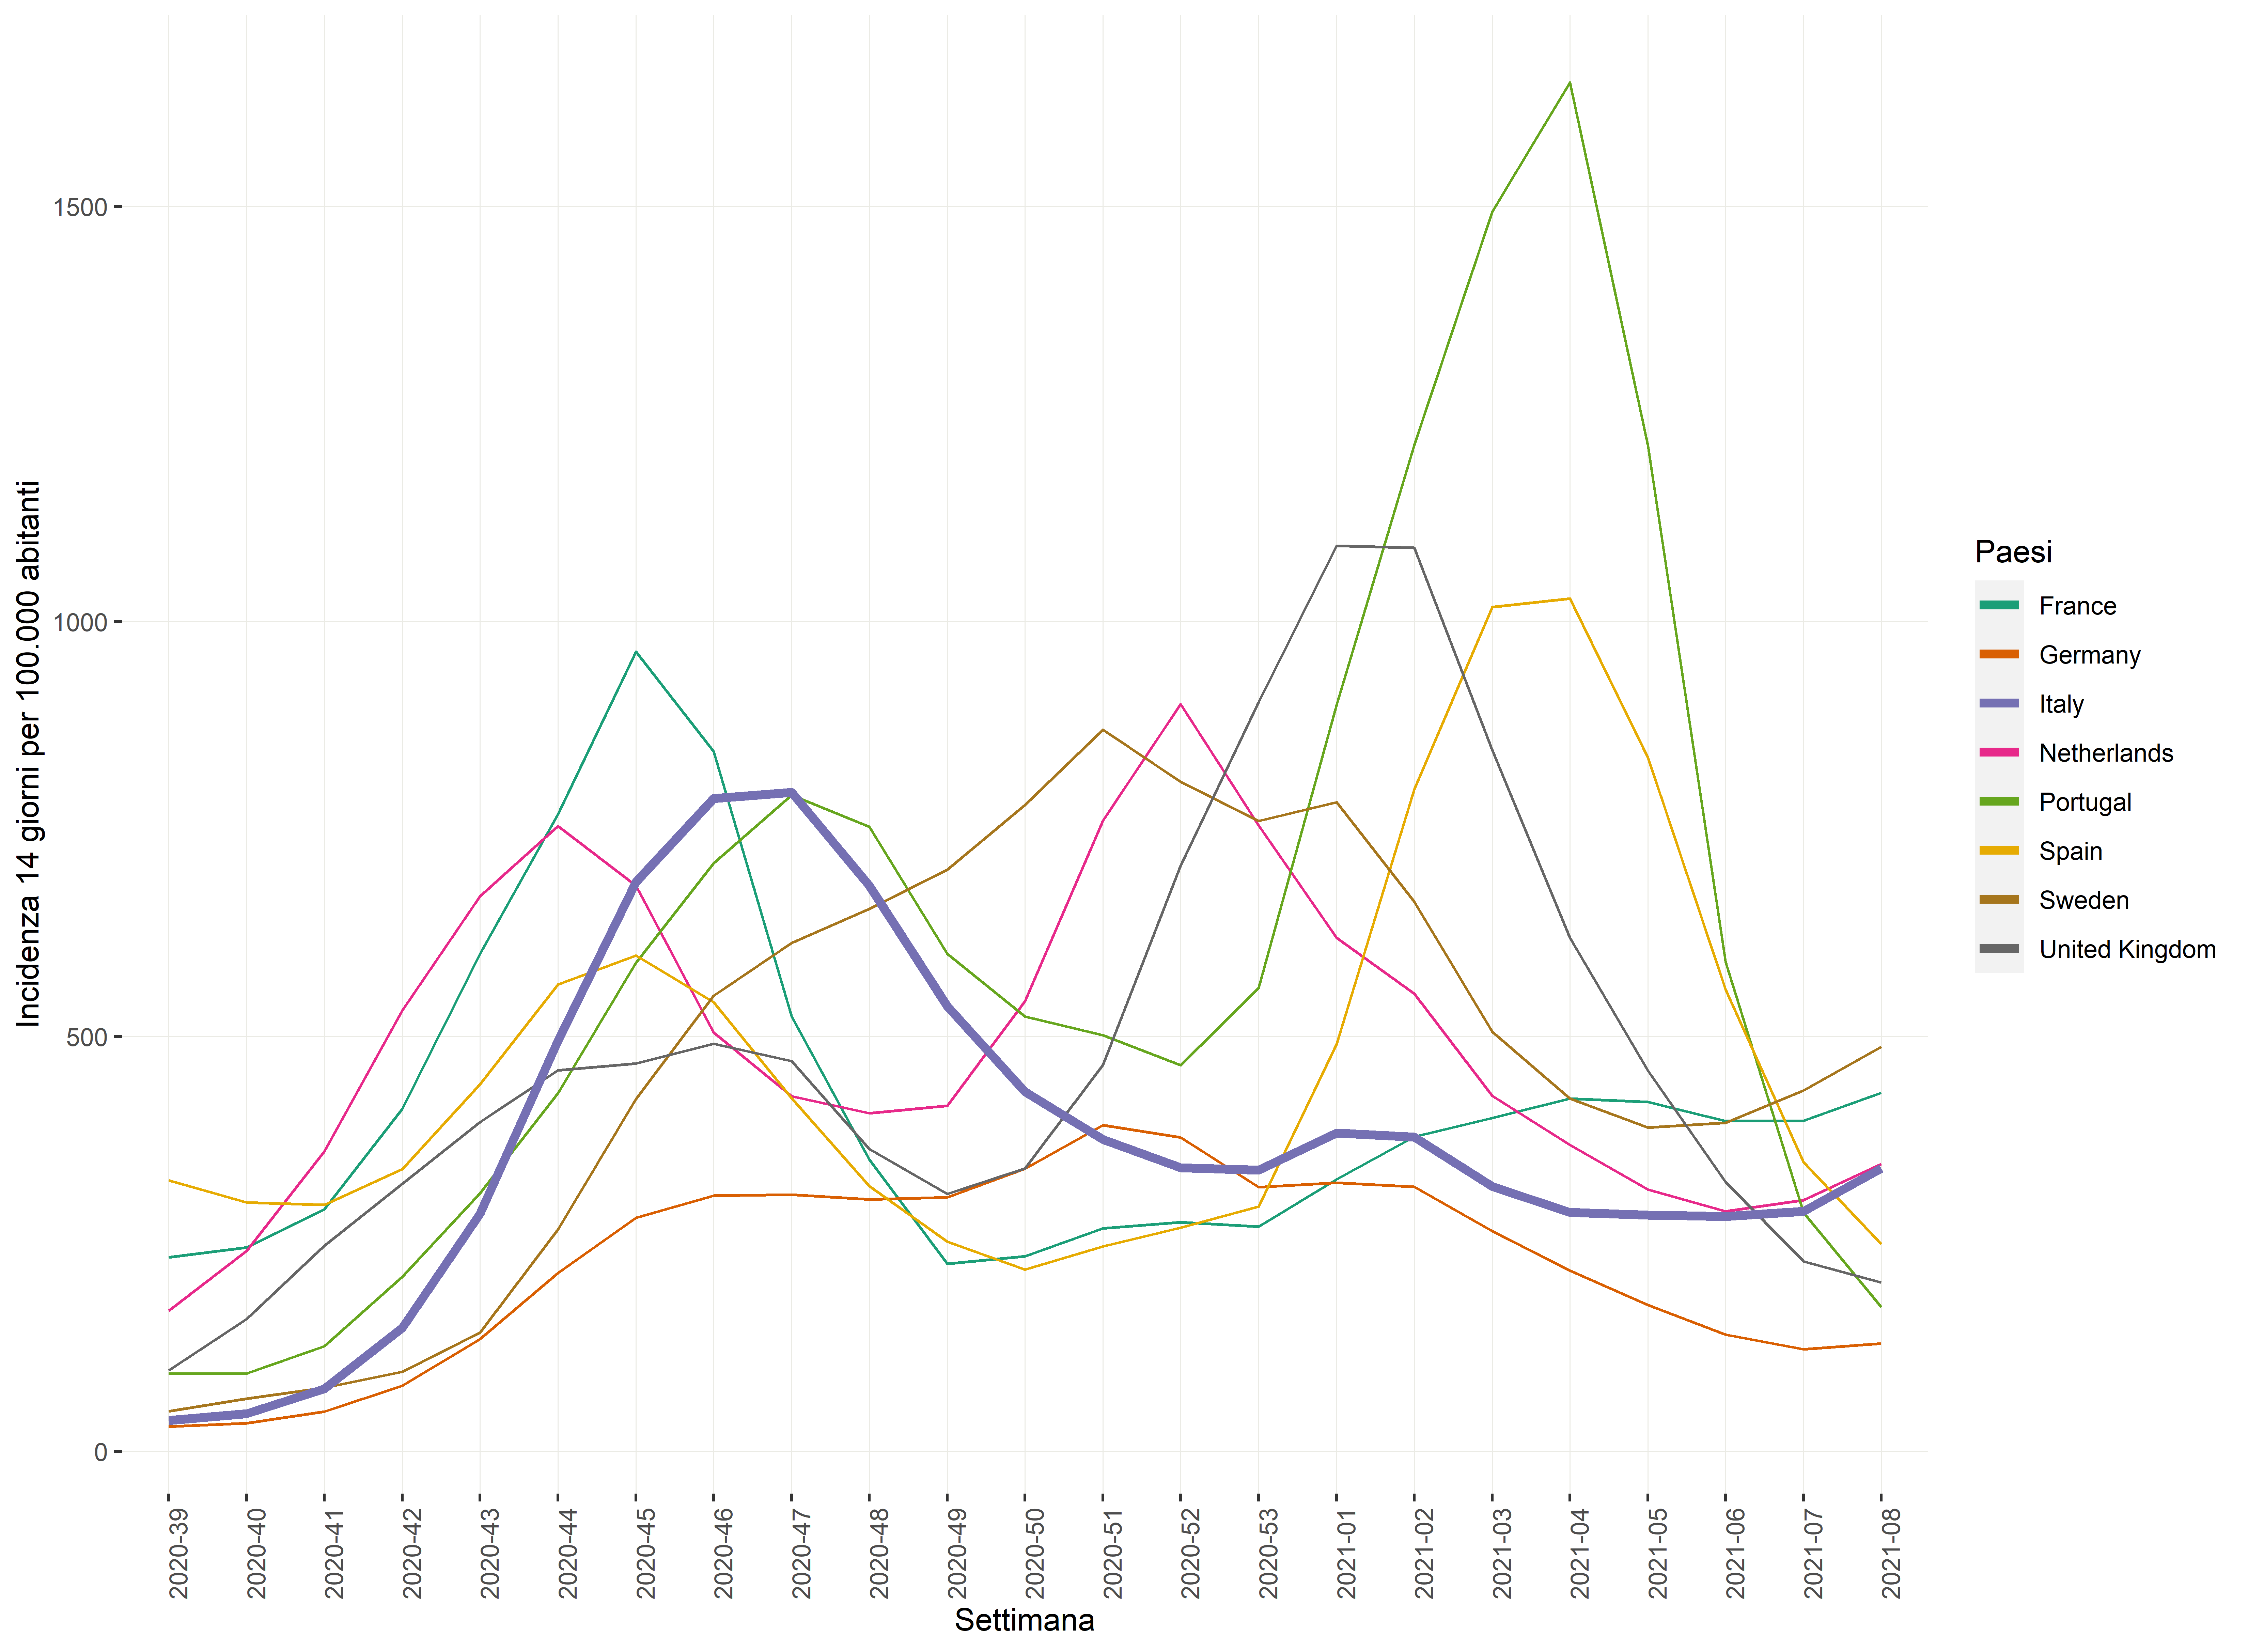 Incidenza 14 giorni per 100.000 abitanti
1500
1000
500
0
2020-39
2020-40
2020-41
2020-42
2020-43
2020-44
2020-45
2020-46
2020-47
2020-48
2020-49
2020-50
2020-51
2020-52
2020-53
2021-01
2021-02
2021-03
2021-04
2021-05
2021-06
2021-07
2021-08
Settimana
Paesi
France
Germany
Italy
Netherlands
Portugal
Spain
Sweden
United Kingdom